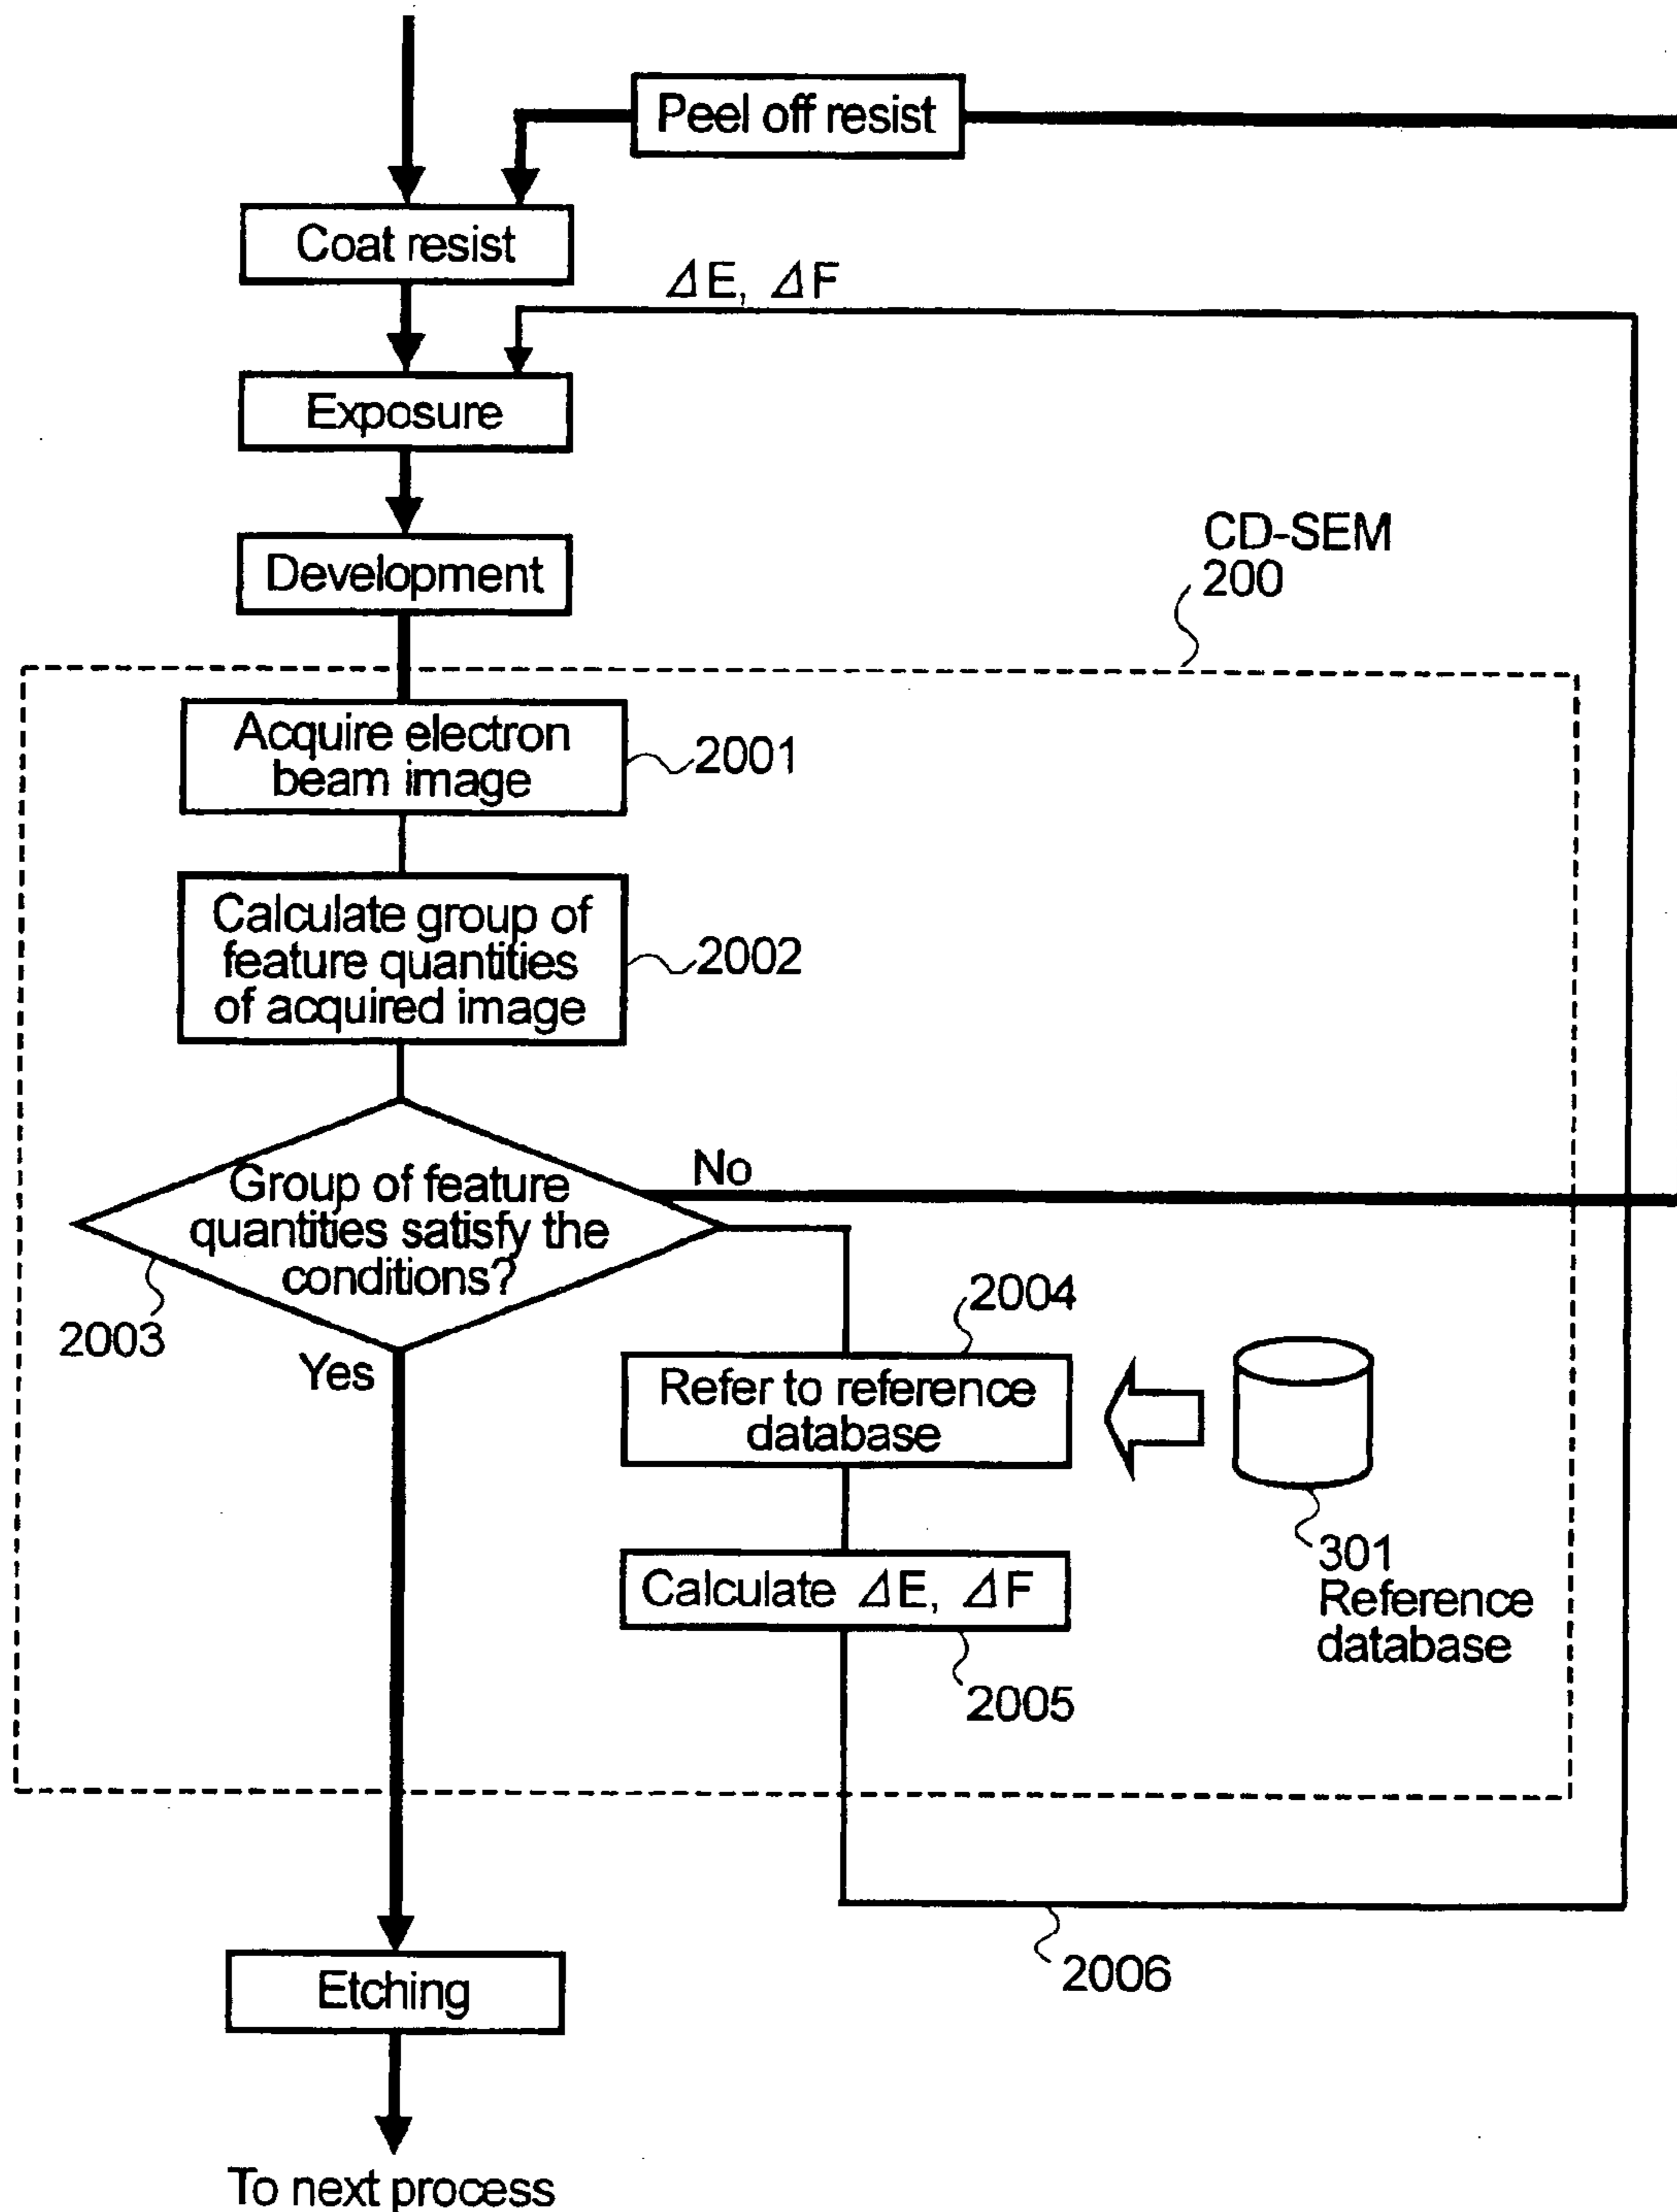 Peel off resist
Coat resist
ΔE, ΔF
Exposure
Development
CD-SEM
200
Acquire electron
beam image
2001
Calculate group of
feature quantities
of acquired image
2002
No
Group of feature
quantities satisfy the
conditions?
2003
Yes
2004
Refer to reference
database
301
Reference
database
Calculate ΔE, ΔF
2005
2006
Etching
To next process